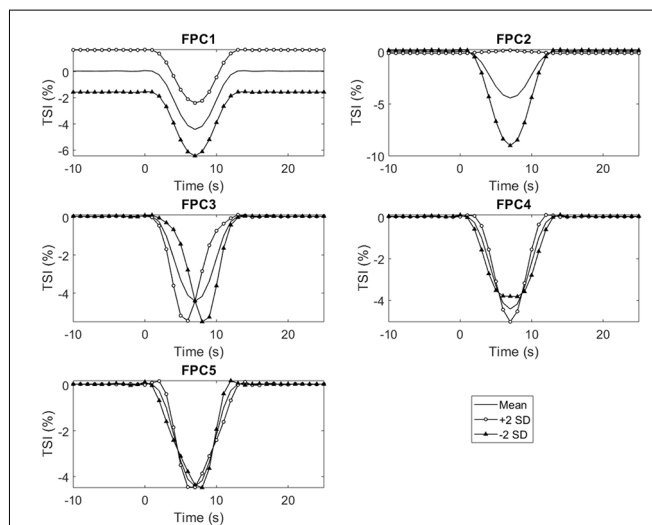 FPC1
0
-2
-4
-6
TSI (%)
-10 0 10 20
Time (s)
FPC2
0
-5
-10
TSI (%)
-10 0 10 20
Time (s)
FPC3
0
-2
-4
TSI (%)
-10 0 10 20
Time (s)
FPC4
0
-2
-4
TSI (%)
-10 0 10 20
Time (s)
FPC5
0
-2
-4
TSI (%)
-10 0 10 20
Time (s)
Mean
+2 SD
-2 SD